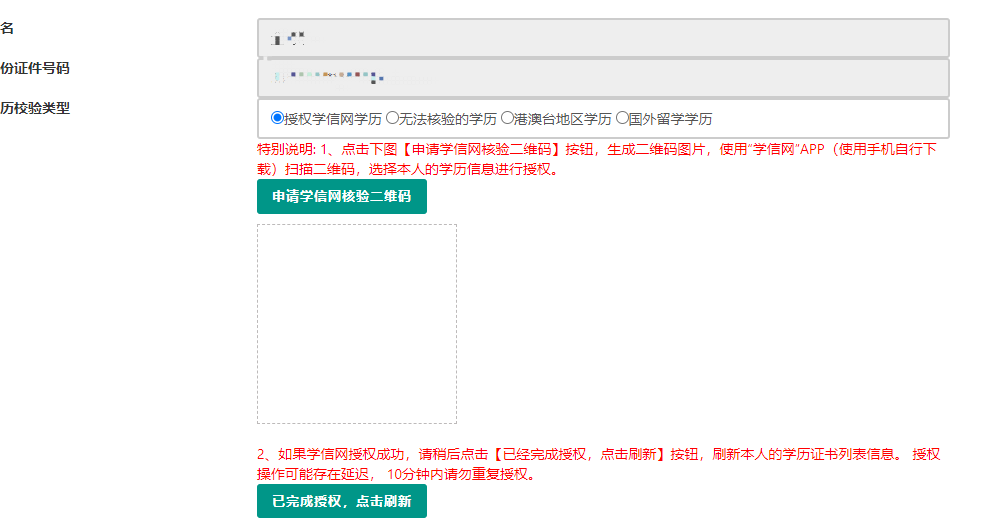 名
份证件号码
历校验类型
授权学信网学历 无法核验的学历 港澳台地区学历 国外留学学历
特别说明: 1、点击下图【申请学信网核验二维码】按钮，生成二维码图片，使用“学信网”APP（使用手机自行下
载）扫描二维码，选择本人的学历信息进行授权。
申请学信网核验二维码
2、如果学信网授权成功，请稍后点击【已经完成授权，点击刷新】按钮，刷新本人的学历证书列表信息。 授权
操作可能存在延迟， 10分钟内请勿重复授权。
已完成授权，点击刷新